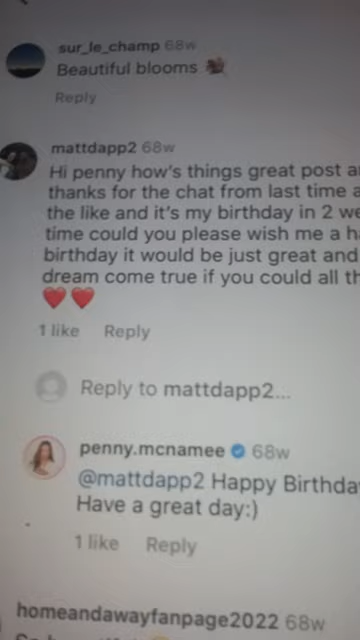 sur_le_champ 68w
Beautiful blooms
Reply
mattdapp2 68w
Hi penny how's things great post
thanks for the chat from last time
the like and it's my birthday in 2
time could you please wish me a
birthday it would be just great and
dream come true if you could all
❤️❤️
1 like Reply
Reply to mattdapp2...
penny.mcnamee 68w
@mattdapp2 Happy
Have a great day:)
1 like Reply
homeandawayfanpage2022 68w